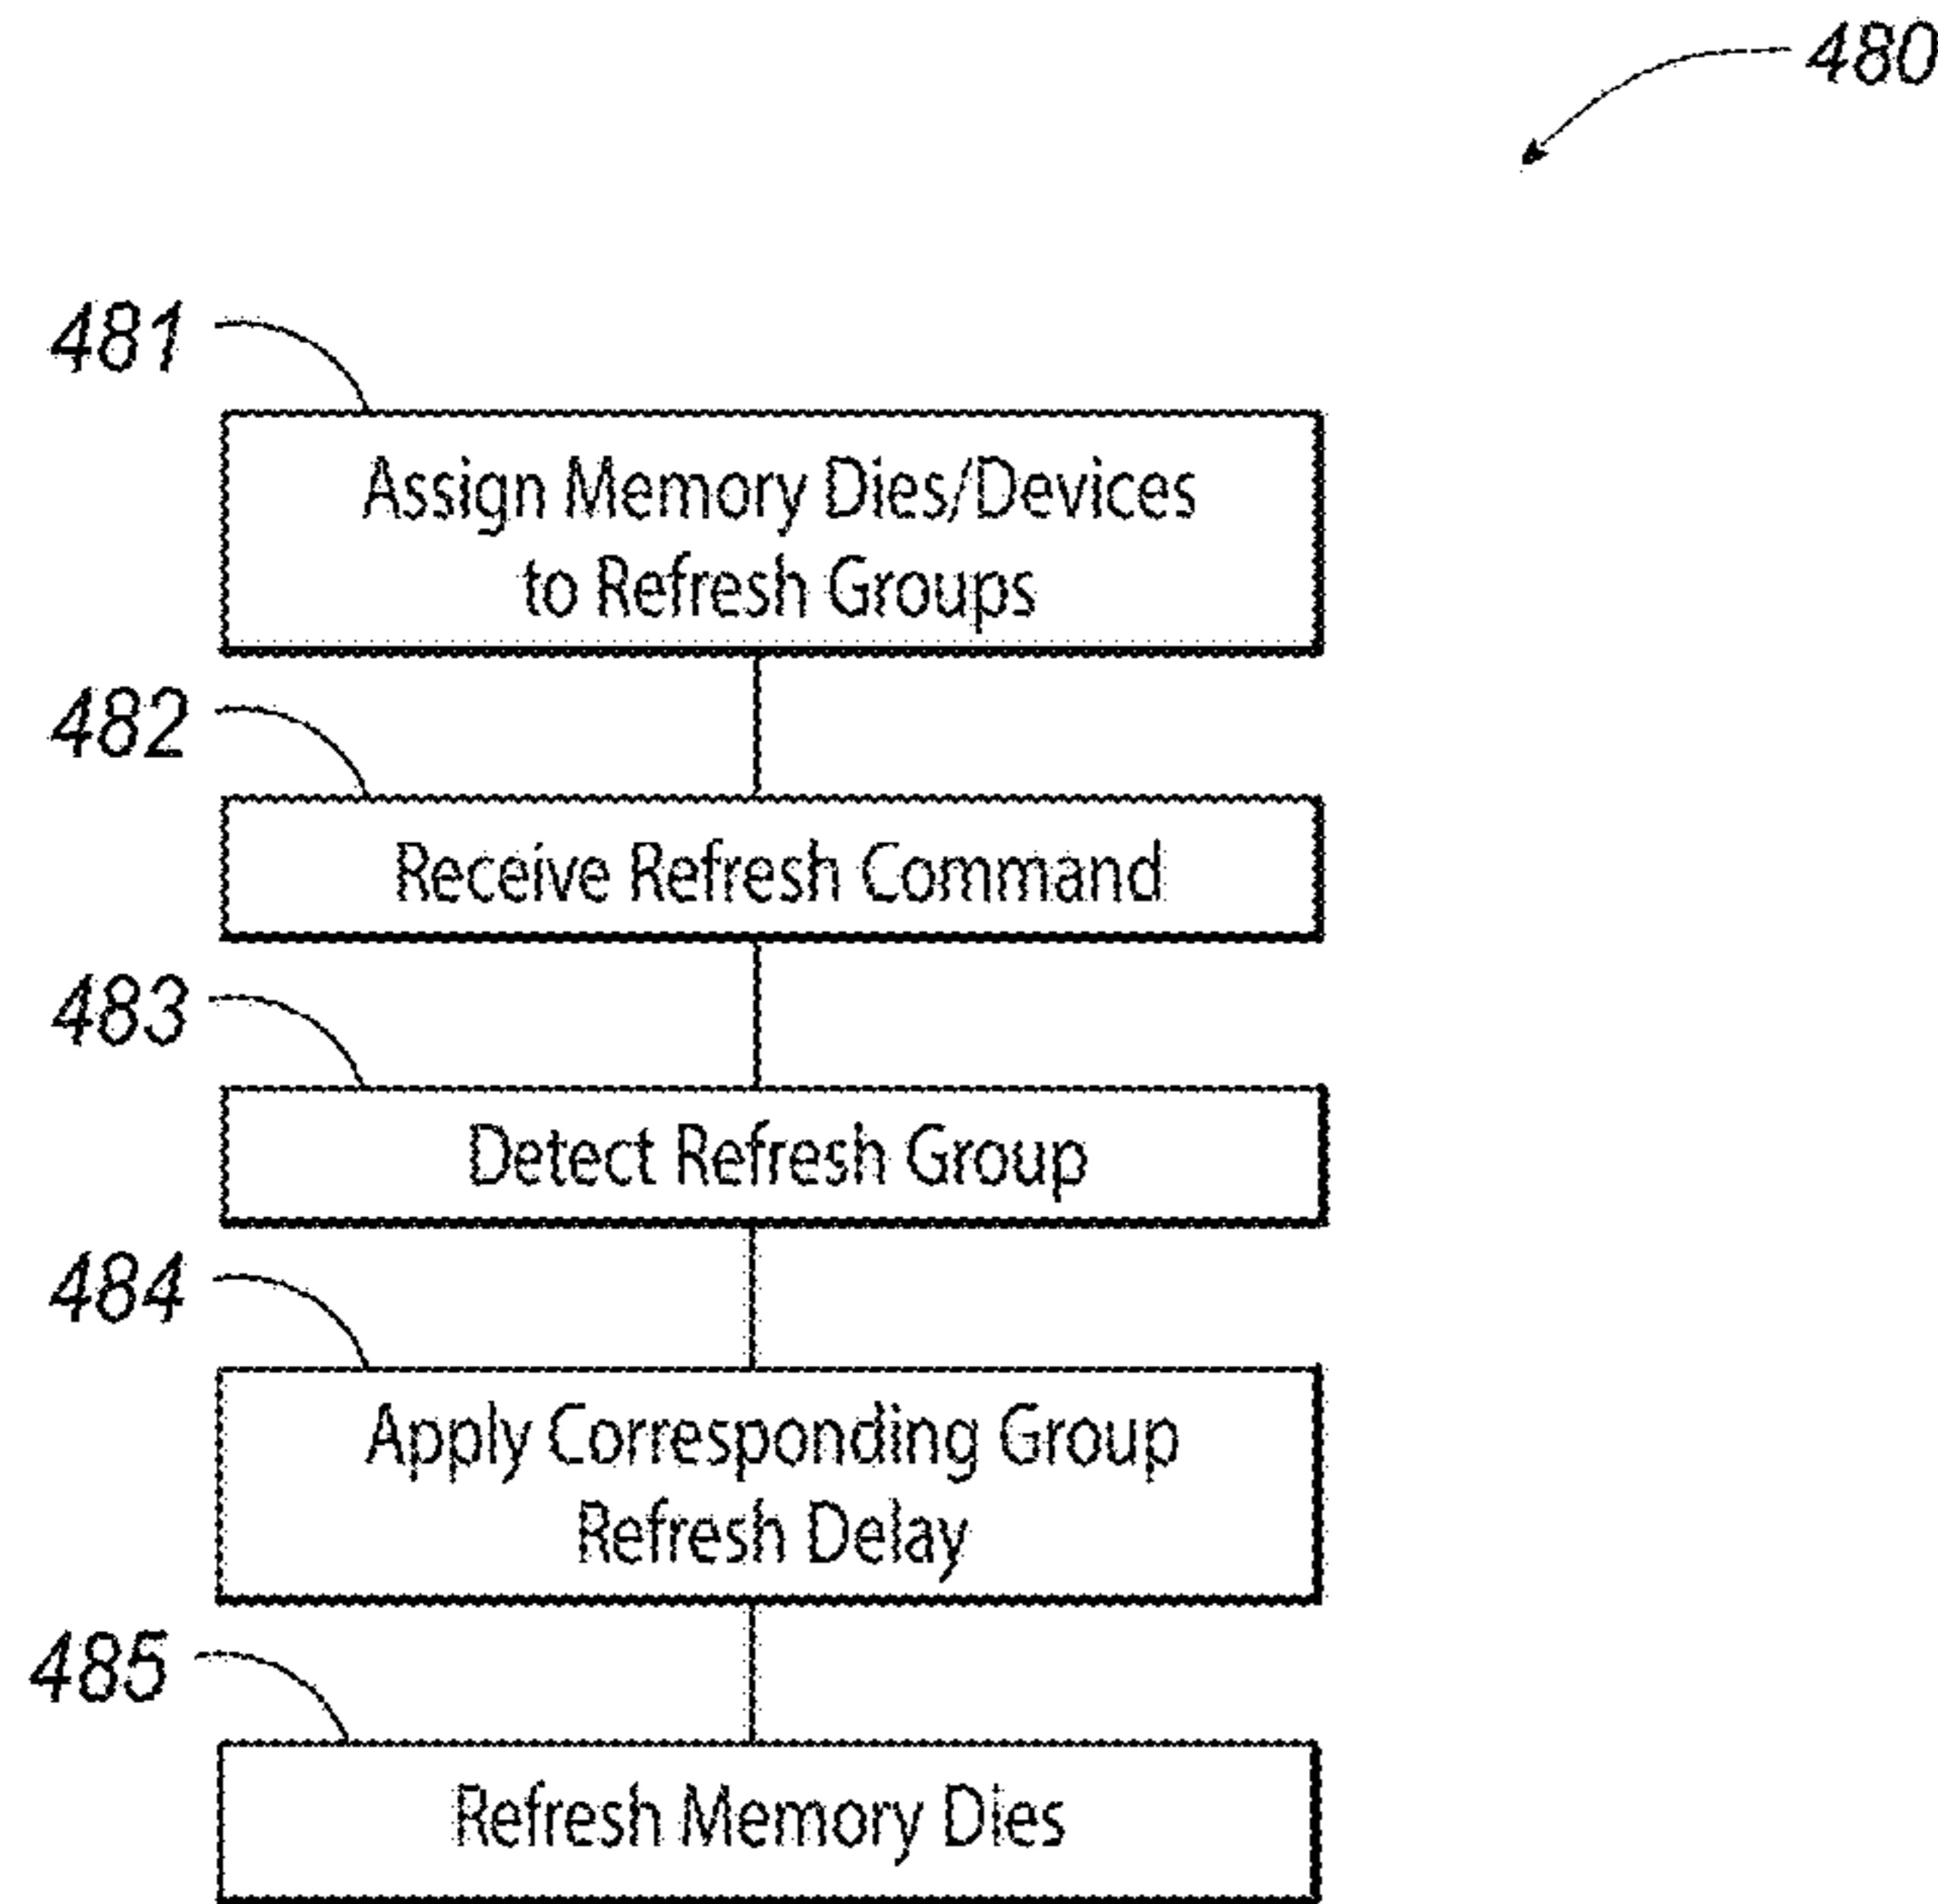 480
481
Assign Memory Dies/Devices
to Refresh Groups
482
Receive Refresh Command
483
Detect Refresh Group
484
Apply Corresponding Group
Refresh Delay
485
Refresh Memory Dies